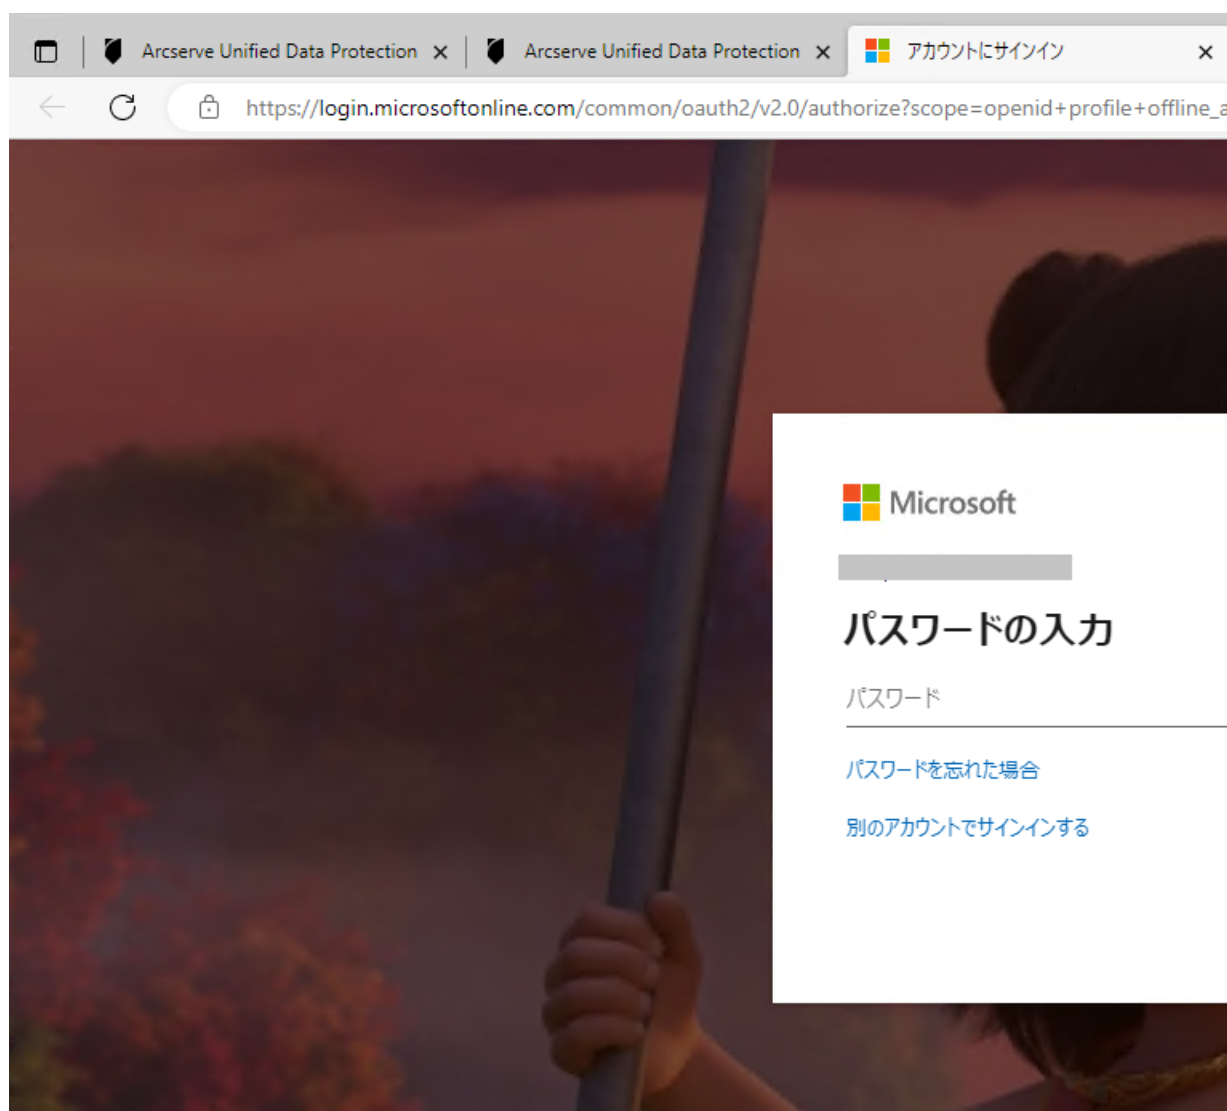 Arcserve Unified Data Protection
Arcserve Unified Data Protection
アカウントにサインイン
https://login.microsoftonline.com/common/oauth2/v2.0/authorize?scope=openid+profile+offline_a
Microsoft
パスワードの入力
パスワード
パスワードを忘れた場合
別のアカウントでサインインする